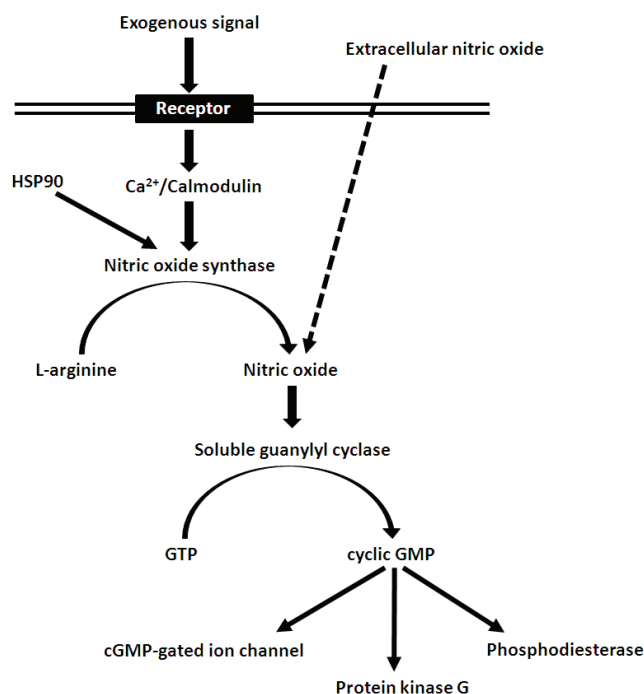 Exogenous signal
Extracellular nitric oxide
Receptor
HSP90
Ca²⁺/Calmodulin
Nitric oxide synthase
L-arginine
Nitric oxide
Soluble guanylyl cyclase
GTP
cyclic GMP
cGMP-gated ion channel
Phosphodiesterase
Protein kinase G